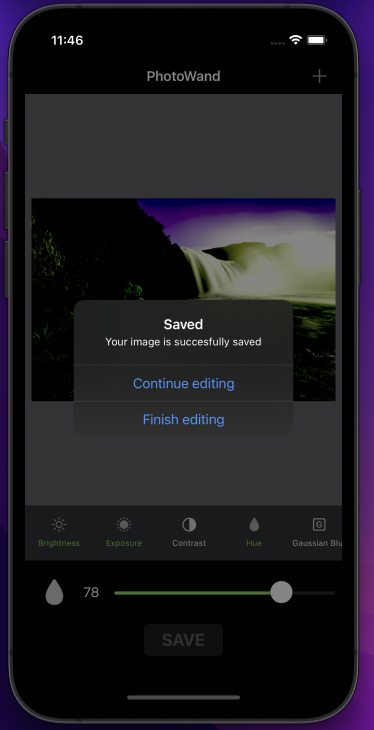 11:46
PhotoWand
Saved
Your image is succesfully saved
Continue editing
Finish editing
Brightness Exposure Contrast Hue Gaussian Blu
G
78
SAVE